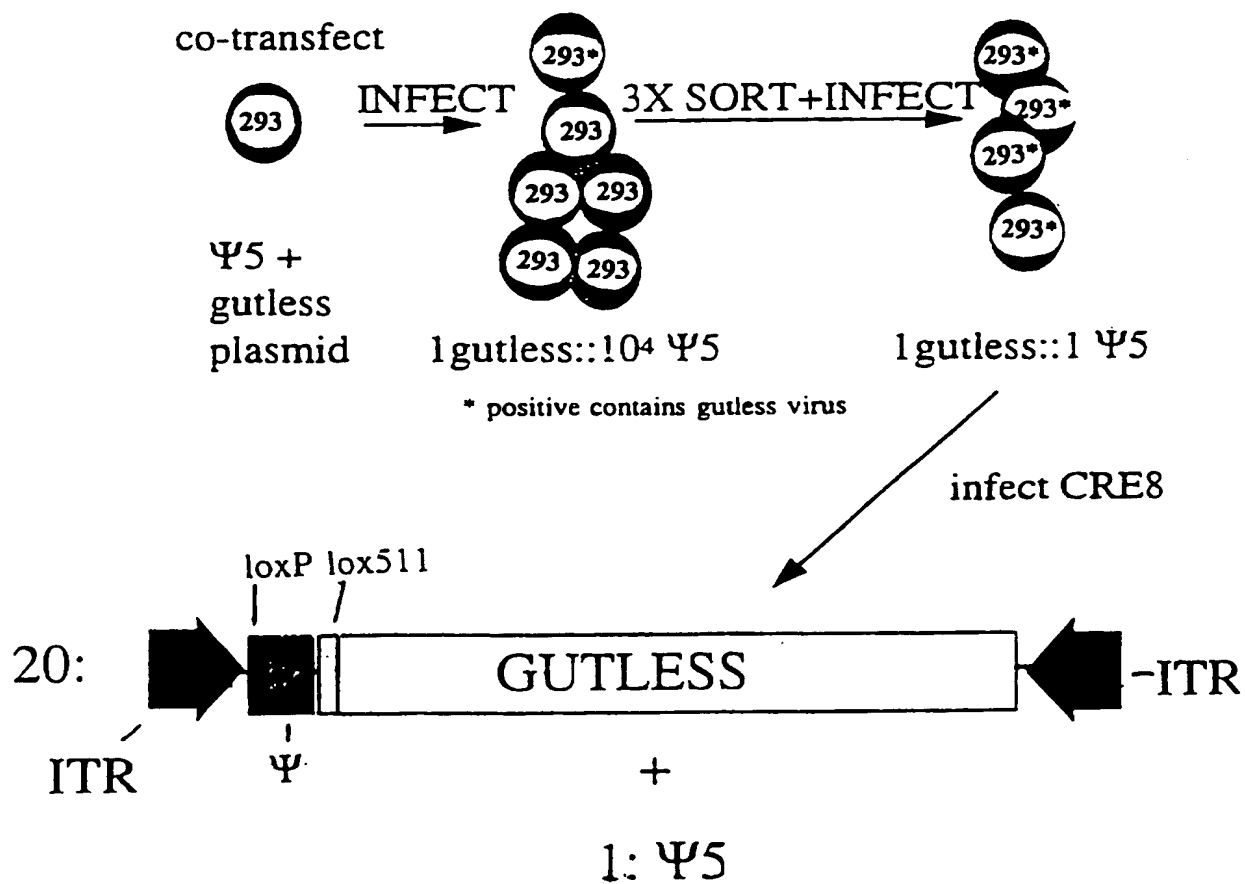 co-transfect
293
INFECT
293*
293
293
293
293
293
3X SORT+INFECT
293*
293*
293*
293*
Ψ5 +
gutless
plasmid
1gutless::10⁴ Ψ5
1gutless::1 Ψ5
* positive contains gutless virus
infect CRE8
loxP lox511
20:
GUTLESS
-ITR
ITR
Ψ
+
1: Ψ5